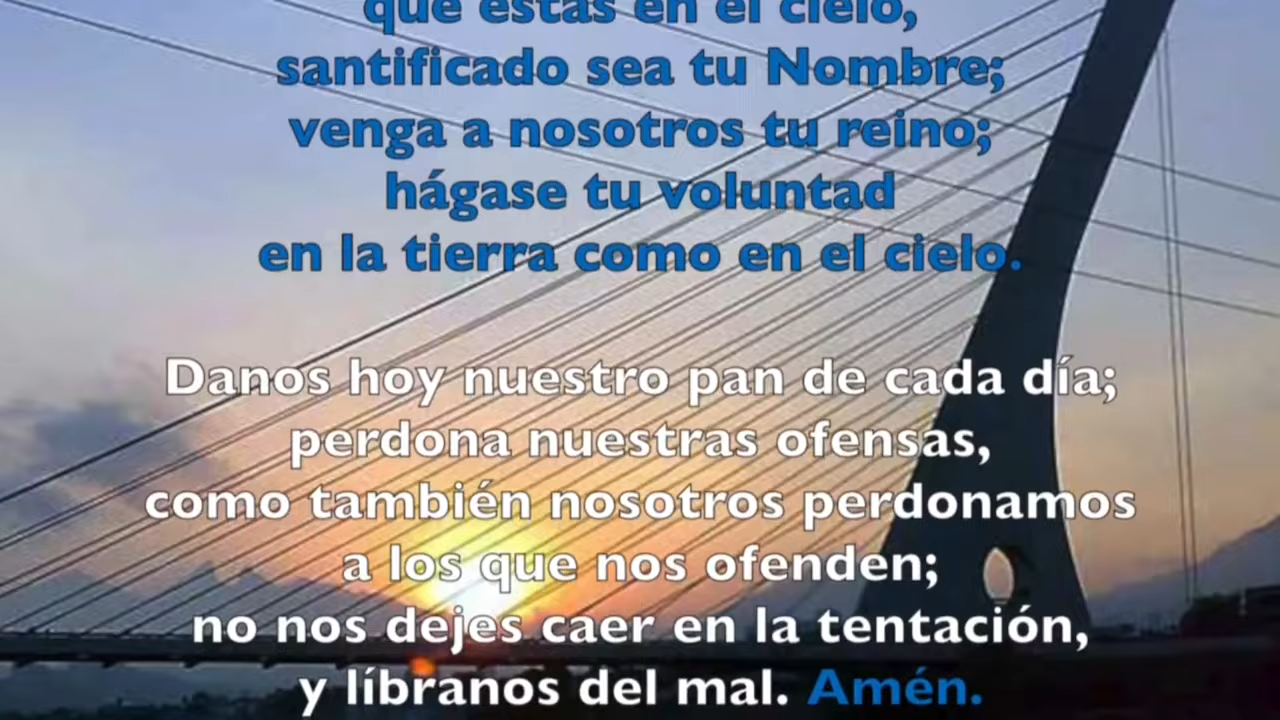 que estás en el cielo,
santificado sea tu Nombre;
venga a nosotros tu reino;
hágase tu voluntad
en la tierra como en el cielo.
Danos hoy nuestro pan de cada día;
perdona nuestras ofensas,
como también nosotros perdonamos
a los que nos ofenden;
no nos dejes caer en la tentación,
y líbranos del mal. Amén.